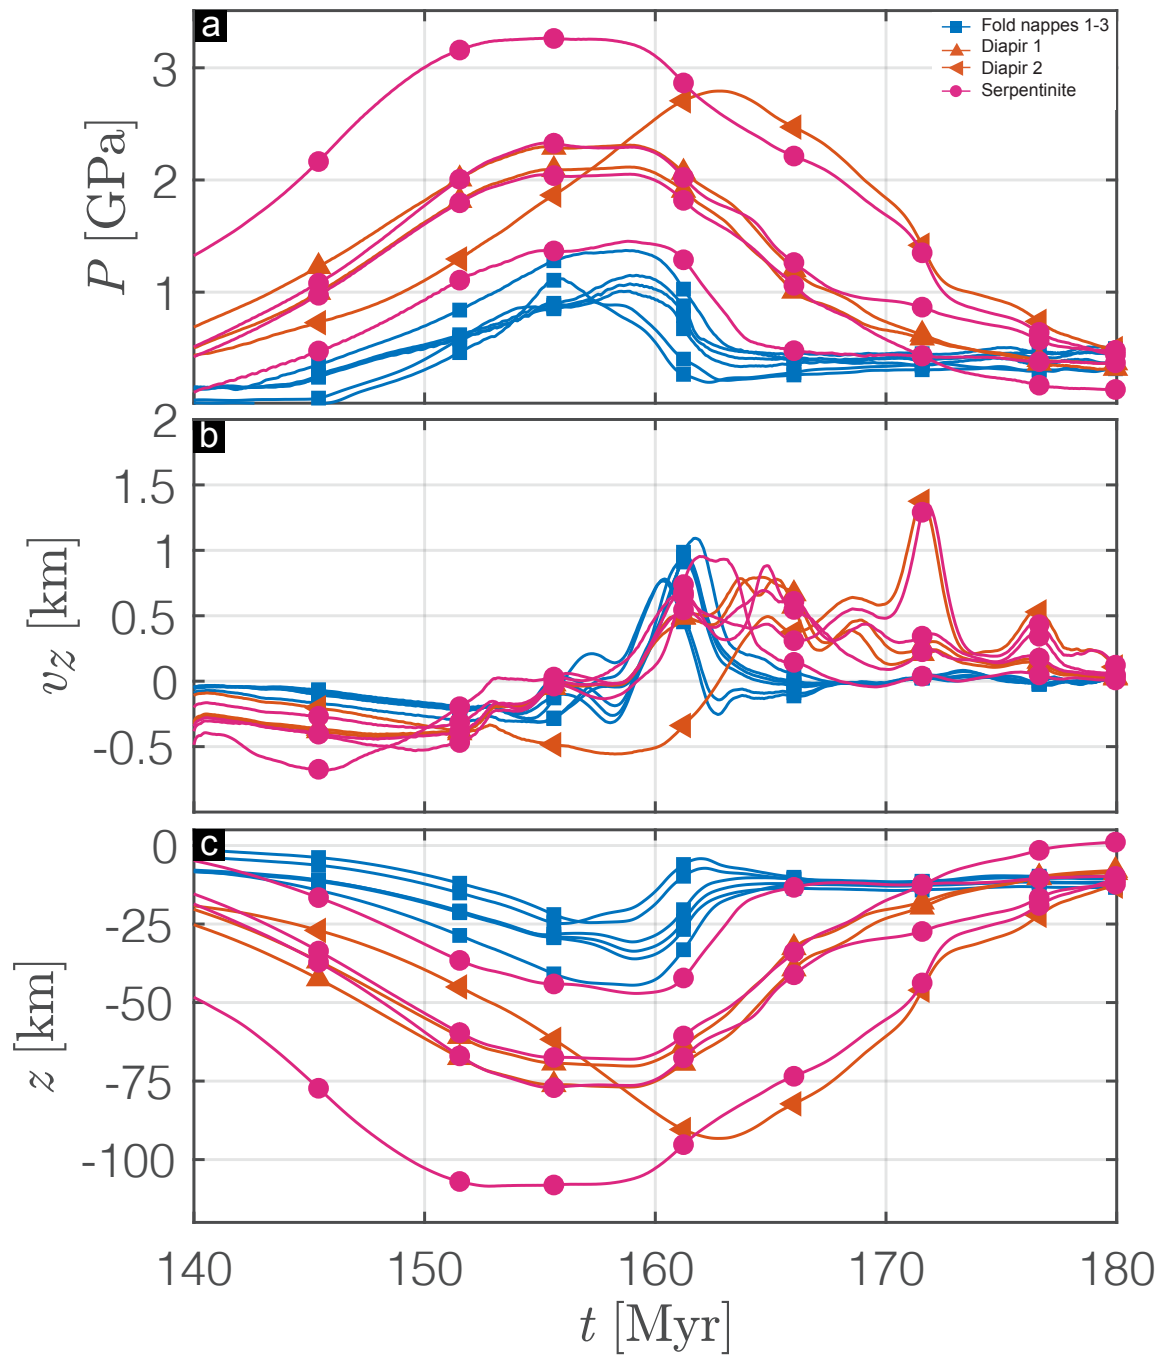 a
Fold nappes 1-3
Diapir 1
Diapir 2
Serpentinite
3
2
1
P [GPa]
b
2
1.5
1
0.5
0
-0.5
vz [km]
c
0
-25
-50
-75
-100
z [km]
140 150 160 170 180
t [Myr]